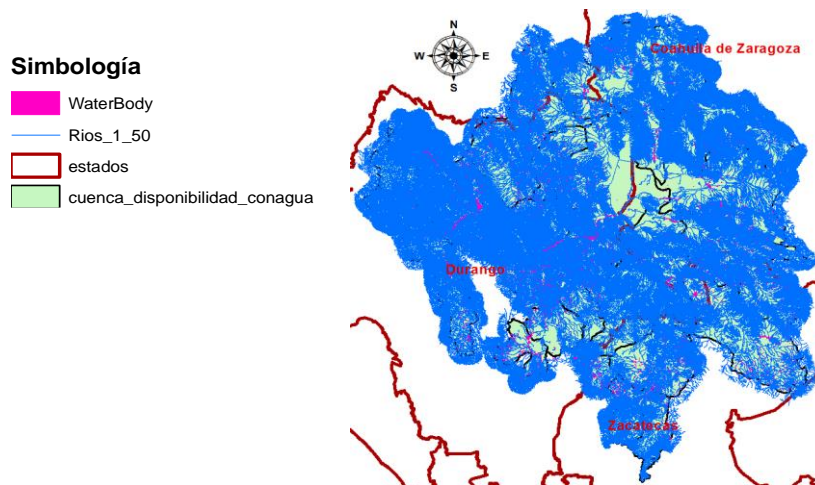 Simbología
WaterBody
Rios_1_50
estados
cuenca_disponibilidad_conagua
N
W
E
S
Coahuila de Zaragoza
Durango
Zacatecas